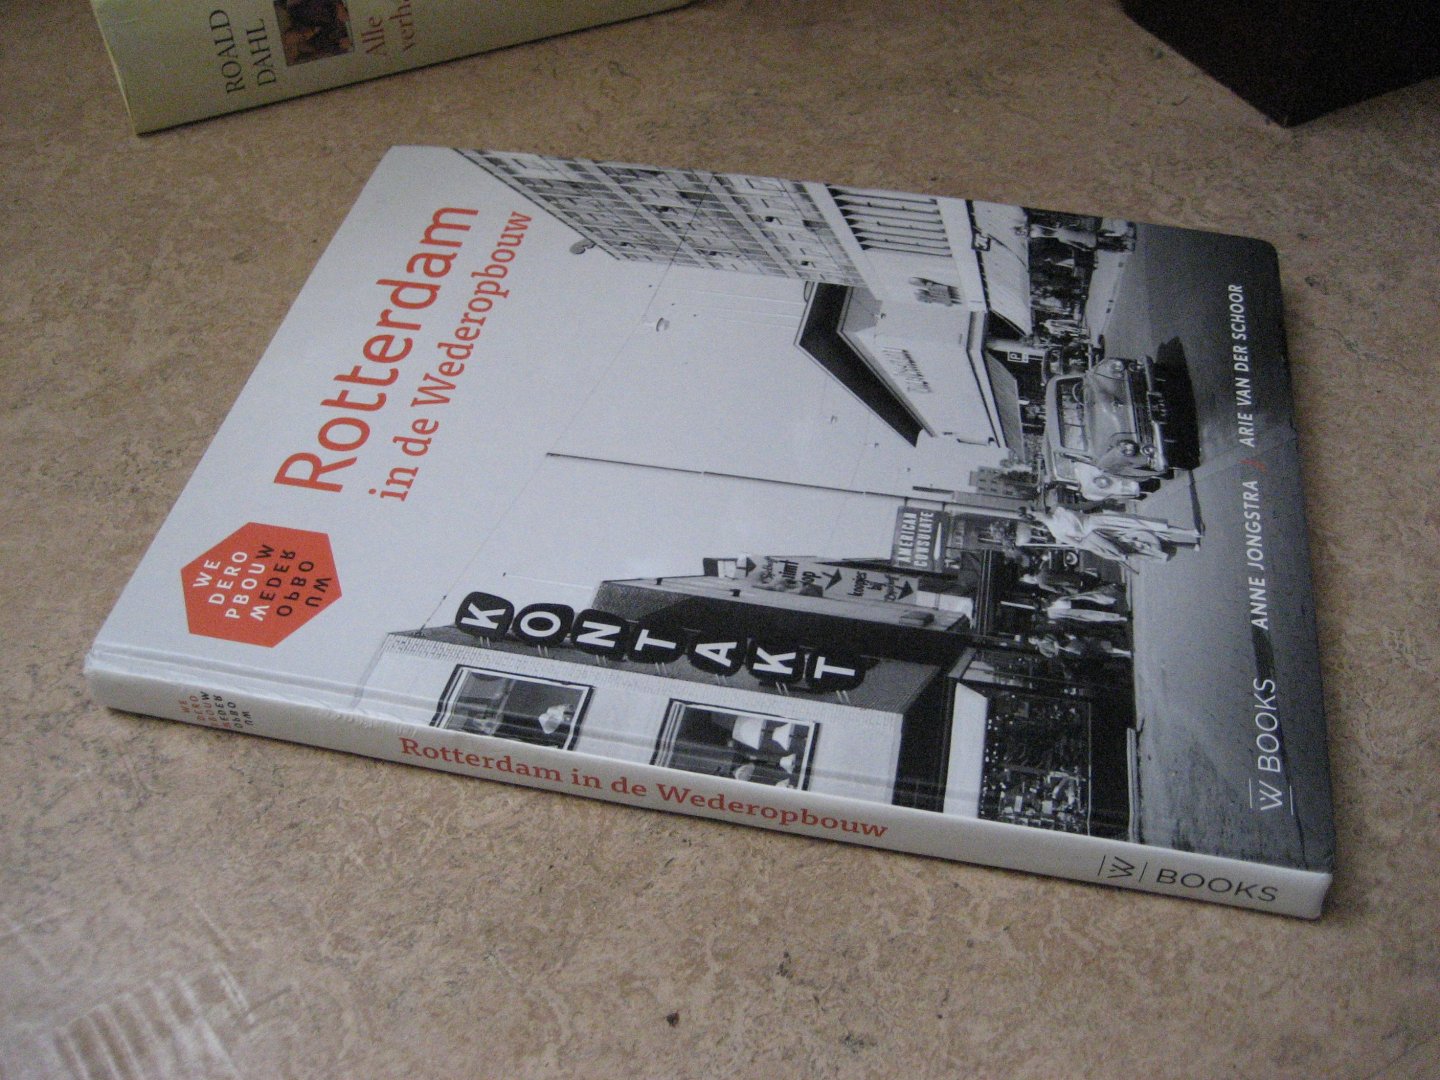 ROALD
DAHL
Alle
Rotterdam
in de Wederopbouw
WE
DERO
PBOUW
WEDER
OPBO
UW
KONTAKT
AMERICAN
CONSULATE
ANNE JONGSTRA / ARIE VAN DER SCHOOR
W BOOKS
WE
DERO
PBOUW
WEDER
OPBO
UW
Rotterdam in de Wederopbouw
W BOOKS